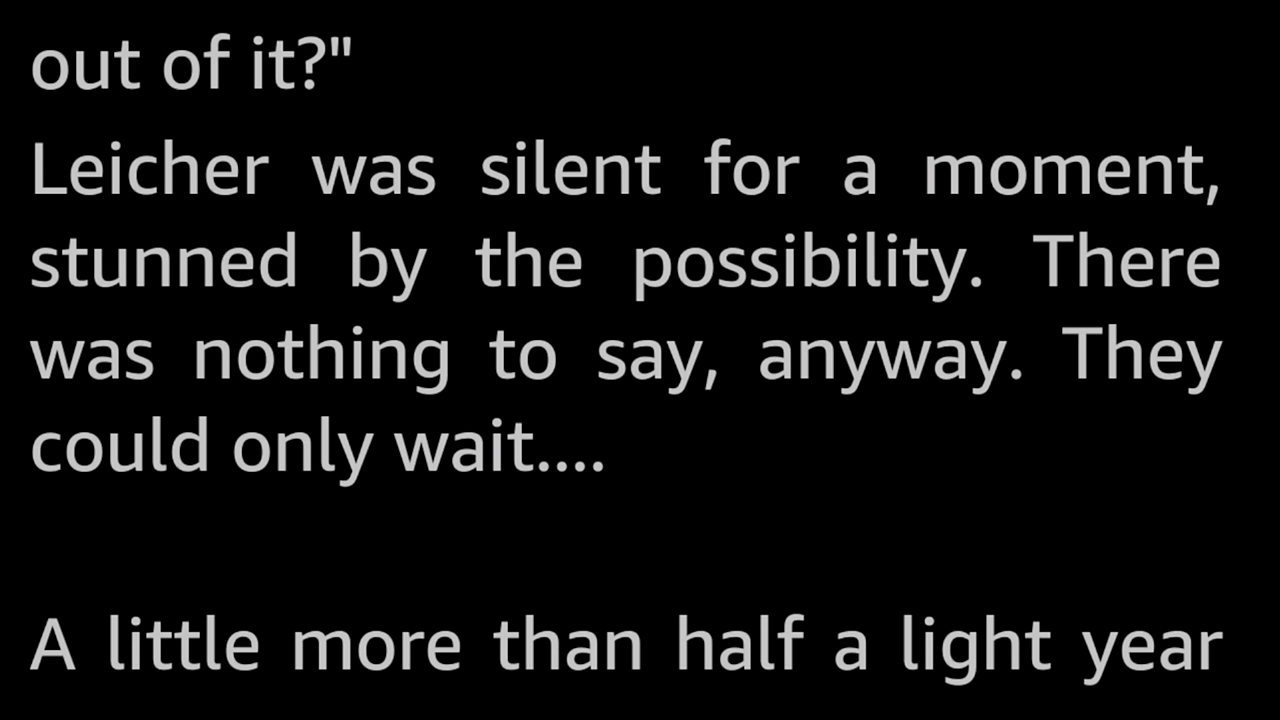 out of it?"
Leicher was silent for a moment,
stunned by the possibility. There
was nothing to say, anyway. They
could only wait....
A little more than half a light year